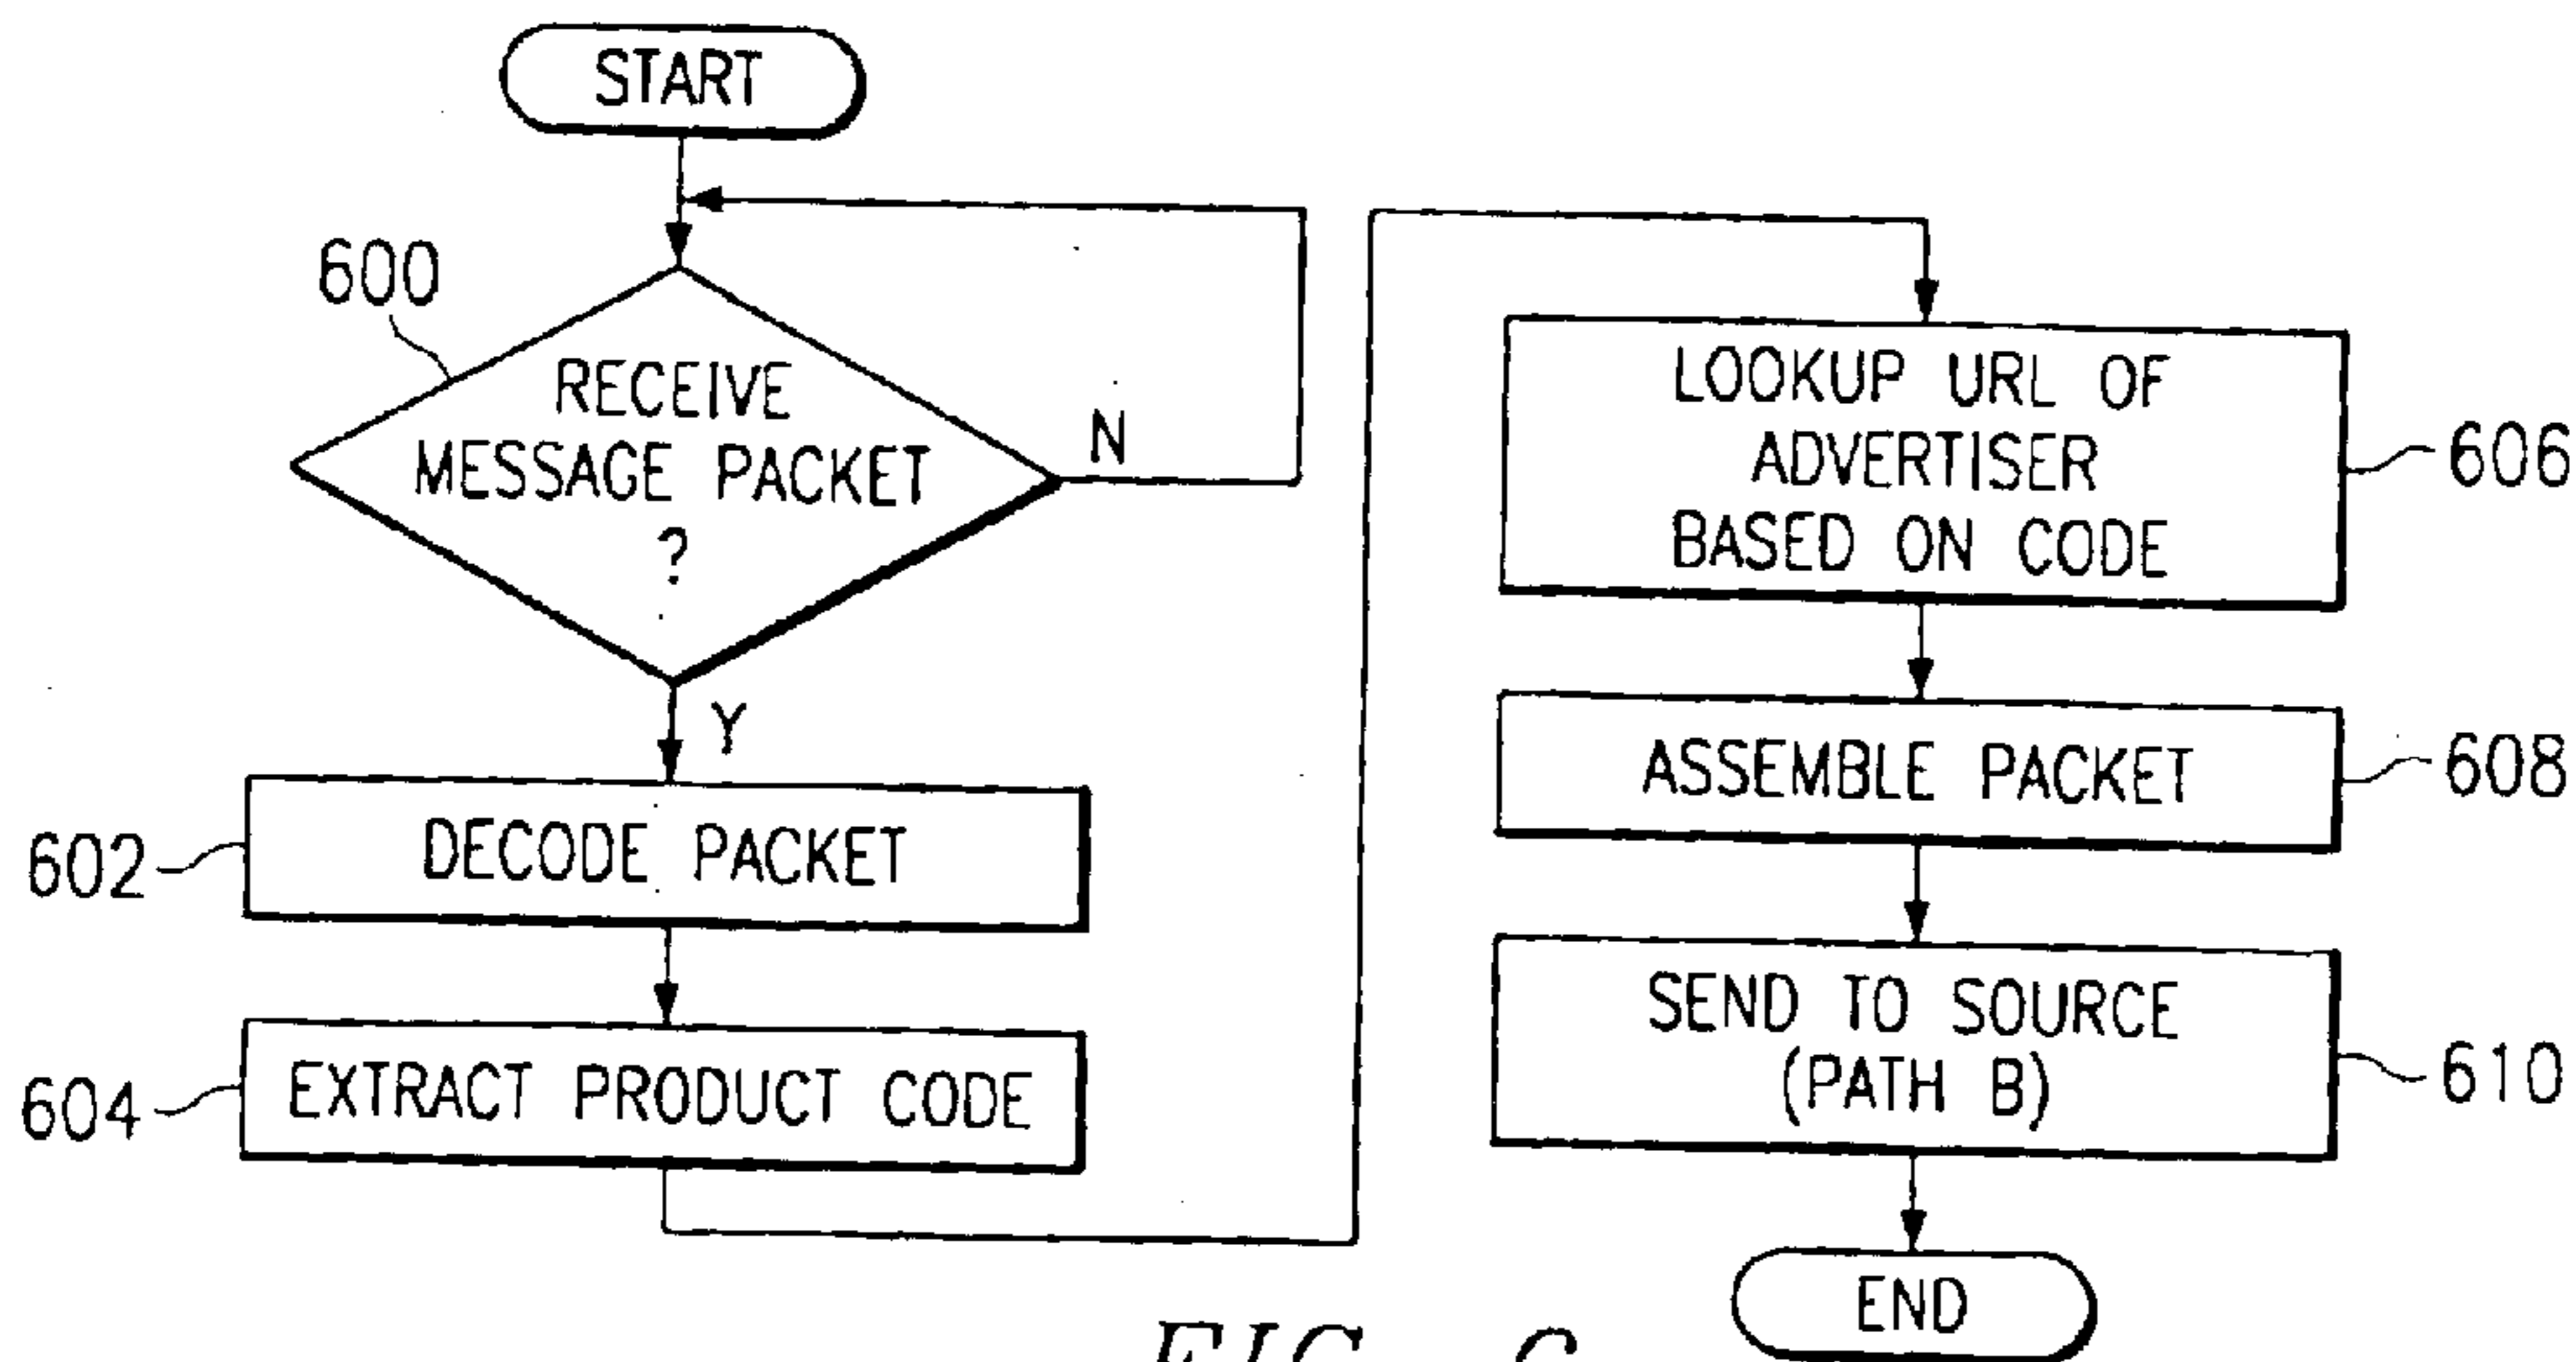 START
600
RECEIVE
MESSAGE PACKET
?
N
Y
602
DECODE PACKET
604
EXTRACT PRODUCT CODE
LOOKUP URL OF
ADVERTISER
BASED ON CODE
606
ASSEMBLE PACKET
608
SEND TO SOURCE
(PATH B)
610
END
FIG.